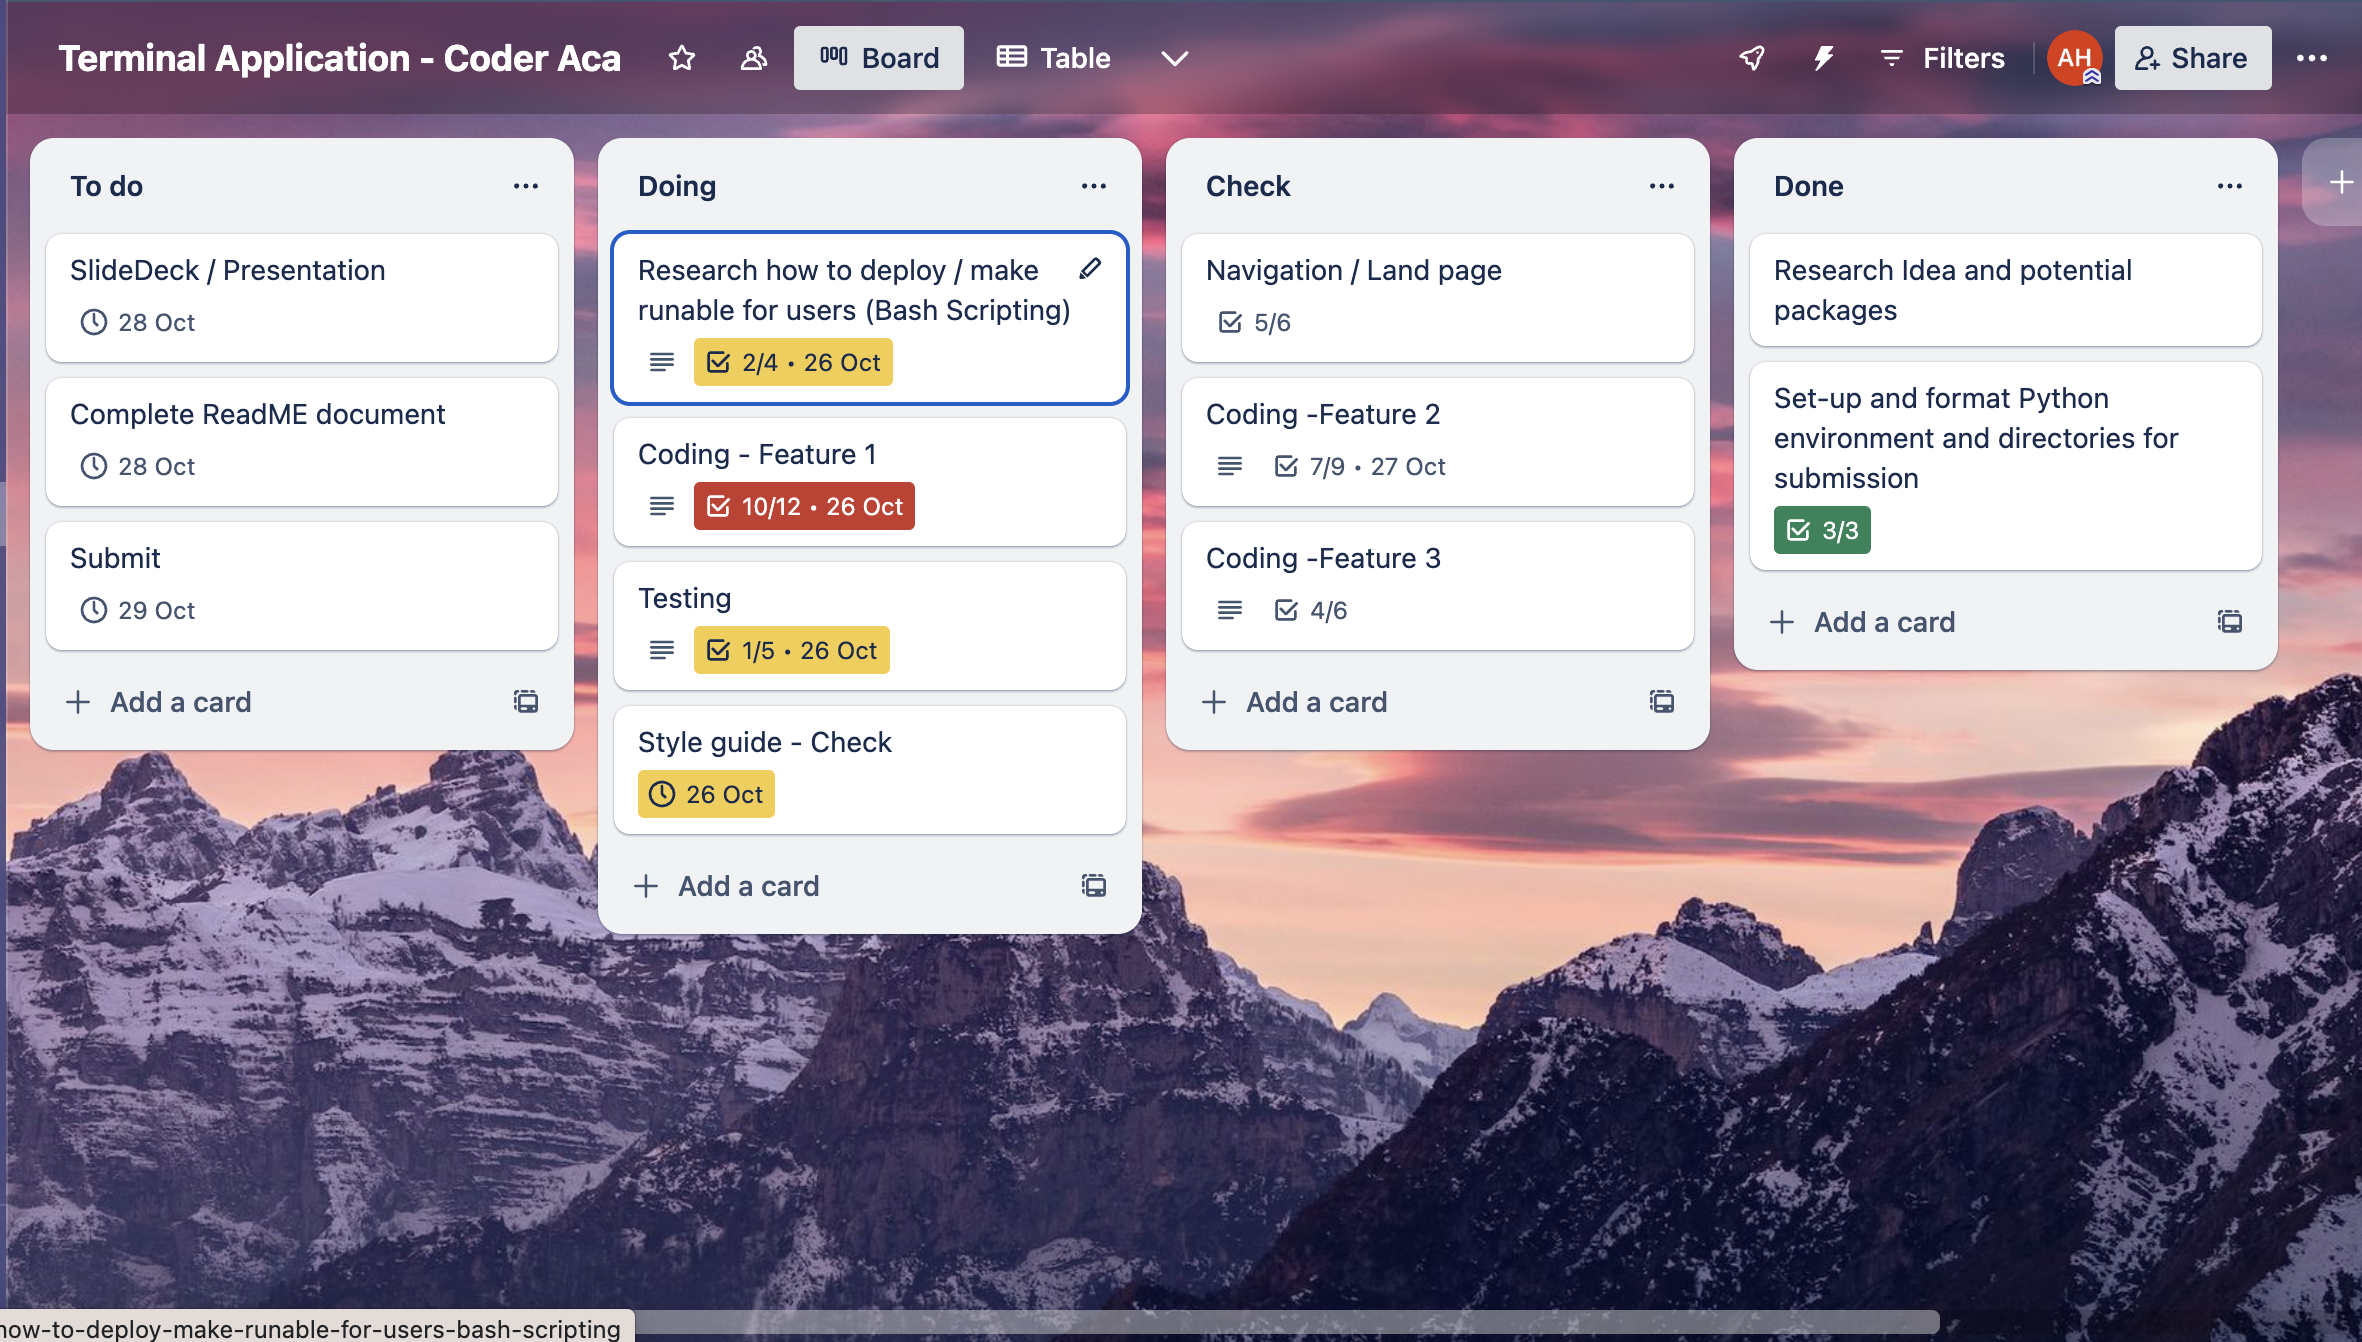 Terminal Application - Coder Aca
Board
Table
Filters
AH
Share
To do
SlideDeck / Presentation
28 Oct
Complete ReadME document
28 Oct
Submit
29 Oct
Add a card
Doing
Research how to deploy / make
runable for users (Bash Scripting)
2/4 • 26 Oct
Coding - Feature 1
10/12 • 26 Oct
Testing
1/5 • 26 Oct
Style guide - Check
26 Oct
Add a card
Check
Navigation / Land page
5/6
Coding -Feature 2
7/9 • 27 Oct
Coding -Feature 3
4/6
Add a card
Done
Research Idea and potential
packages
Set-up and format Python
environment and directories for
submission
3/3
Add a card
how-to-deploy-make-runable-for-users-bash-scripting